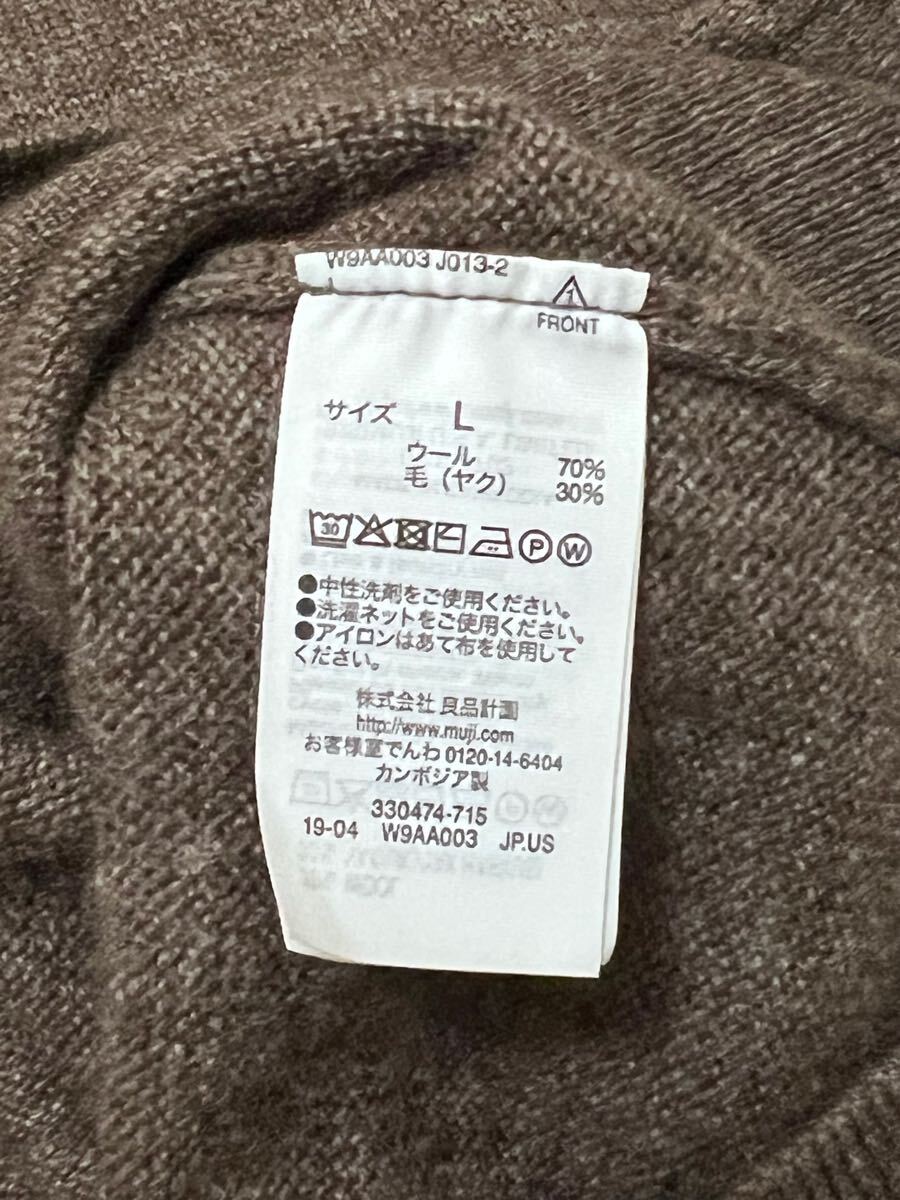 W9AA003 J013-2
1
FRONT
サイズ L
ウール 70%
毛（ヤク） 30%
30 P W
●中性洗剤をご使用ください。
●洗濯ネットをご使用ください。
●アイロンはあて布を使用して
ください。
株式会社 良品計画
http://www.muji.com
お客様室でんわ 0120-14-6404
カンボジア製
330474-715
19-04 W9AA003 JP.US